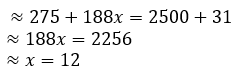 ≈ 275 + 188x = 2500 + 31
≈ 188x = 2256
≈ x = 12